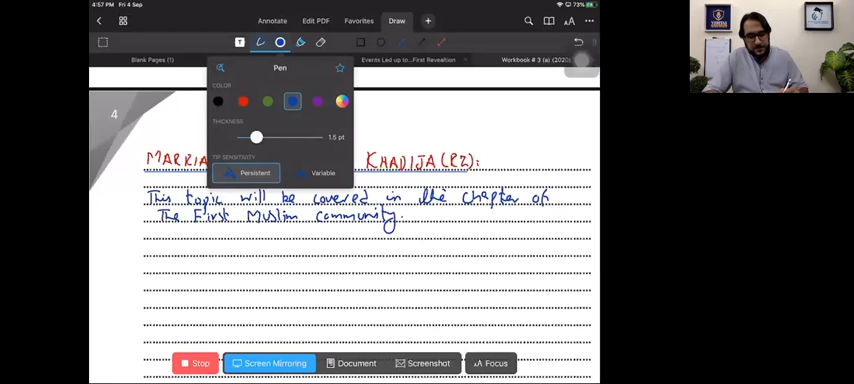 4:57 PM Fri 4 Sep
73%
Annotate Edit PDF Favorites Draw +
T
Blank Pages (1) Events Led up to...First Revealtion Workbook # 3 (a) (2020)
Pen
COLOR
THICKNESS
1.5 pt
TIP SENSITIVITY
Persistent Variable
4
MARRIA KHADIJA (RZ):
This topic will be covered in the chapter of
The First Muslim community.
Stop Screen Mirroring Document Screenshot AA Focus